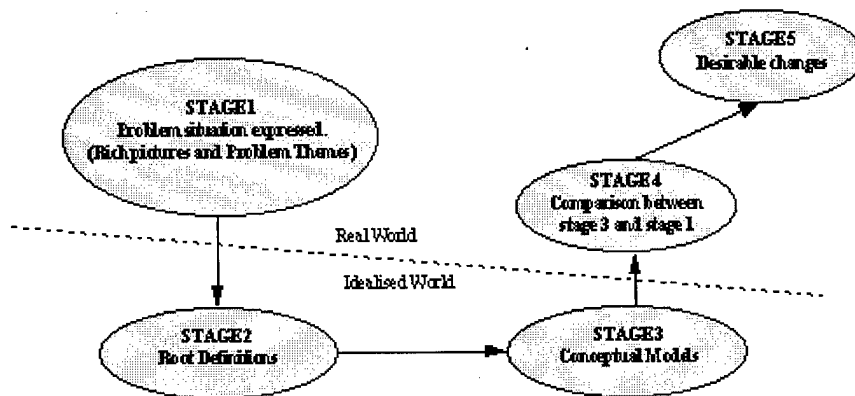 STAGE1
Problem situation expressed.
(Rich pictures and Problem Themes)
STAGE5
Desirable changes
STAGE4
Comparison between
stage 3 and stage 1
Real World
Idealised World
STAGE2
Root Definitions
STAGE3
Conceptual Models